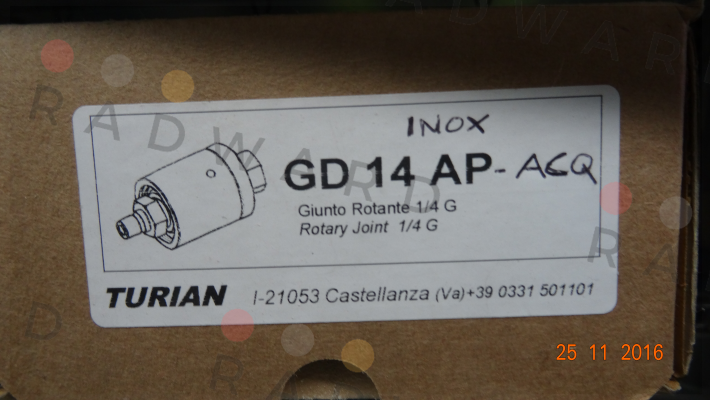 RADWARD
INOX
GD 14 AP- ACQ
Giunto Rotante 1/4 G
Rotary Joint 1/4 G
TURIAN I-21053 Castellanza (Va)+39 0331 501101
25 11 2016